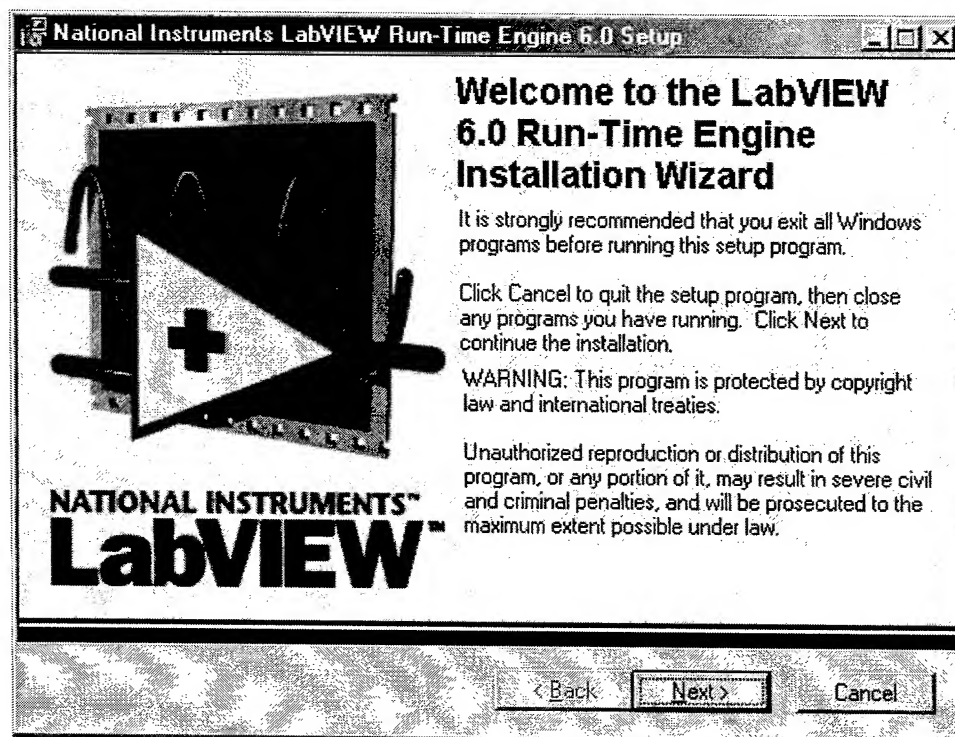 National Instruments LabVIEW Run-Time Engine 6.0 Setup
Welcome to the LabVIEW
6.0 Run-Time Engine
Installation Wizard
It is strongly recommended that you exit all Windows
programs before running this setup program.
Click Cancel to quit the setup program, then close
any programs you have running. Click Next to
continue the installation.
WARNING: This program is protected by copyright
law and international treaties.
Unauthorized reproduction or distribution of this
program, or any portion of it, may result in severe civil
and criminal penalties, and will be prosecuted to the
maximum extent possible under law.
NATIONAL INSTRUMENTS™
LabVIEW™
< Back
Next >
Cancel